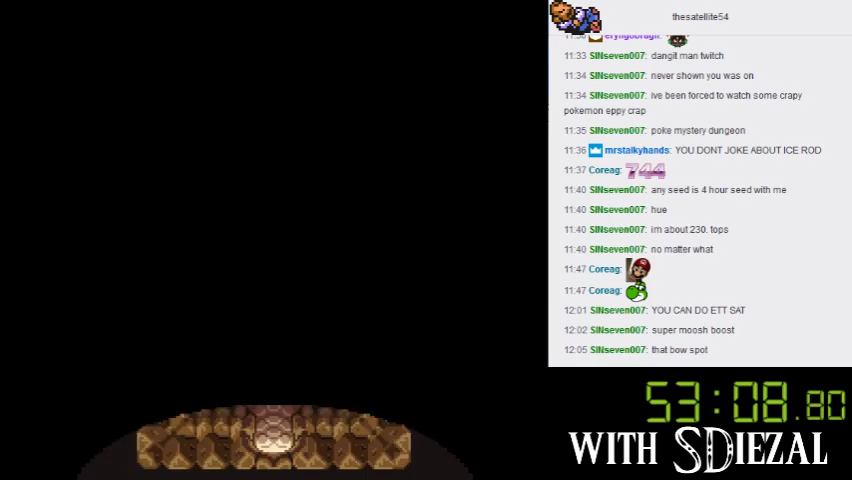 thesatellite54
11:33 SINseven007: dangit man twitch
11:34 SINseven007: never shown you was on
11:34 SINseven007: ive been forced to watch some crapy
pokemon eppy crap
11:35 SINseven007: poke mystery dungeon
11:36 mrstalkyhands: YOU DONT JOKE ABOUT ICE ROD
11:37 Coreag: 744
11:40 SINseven007: any seed is 4 hour seed with me
11:40 SINseven007: hue
11:40 SINseven007: im about 230. tops
11:40 SINseven007: no matter what
11:47 Coreag:
11:47 Coreag:
12:01 SINseven007: YOU CAN DO ETT SAT
12:02 SINseven007: super moosh boost
12:05 SINseven007: that bow spot
53:08.80
WITH SDIEZAL